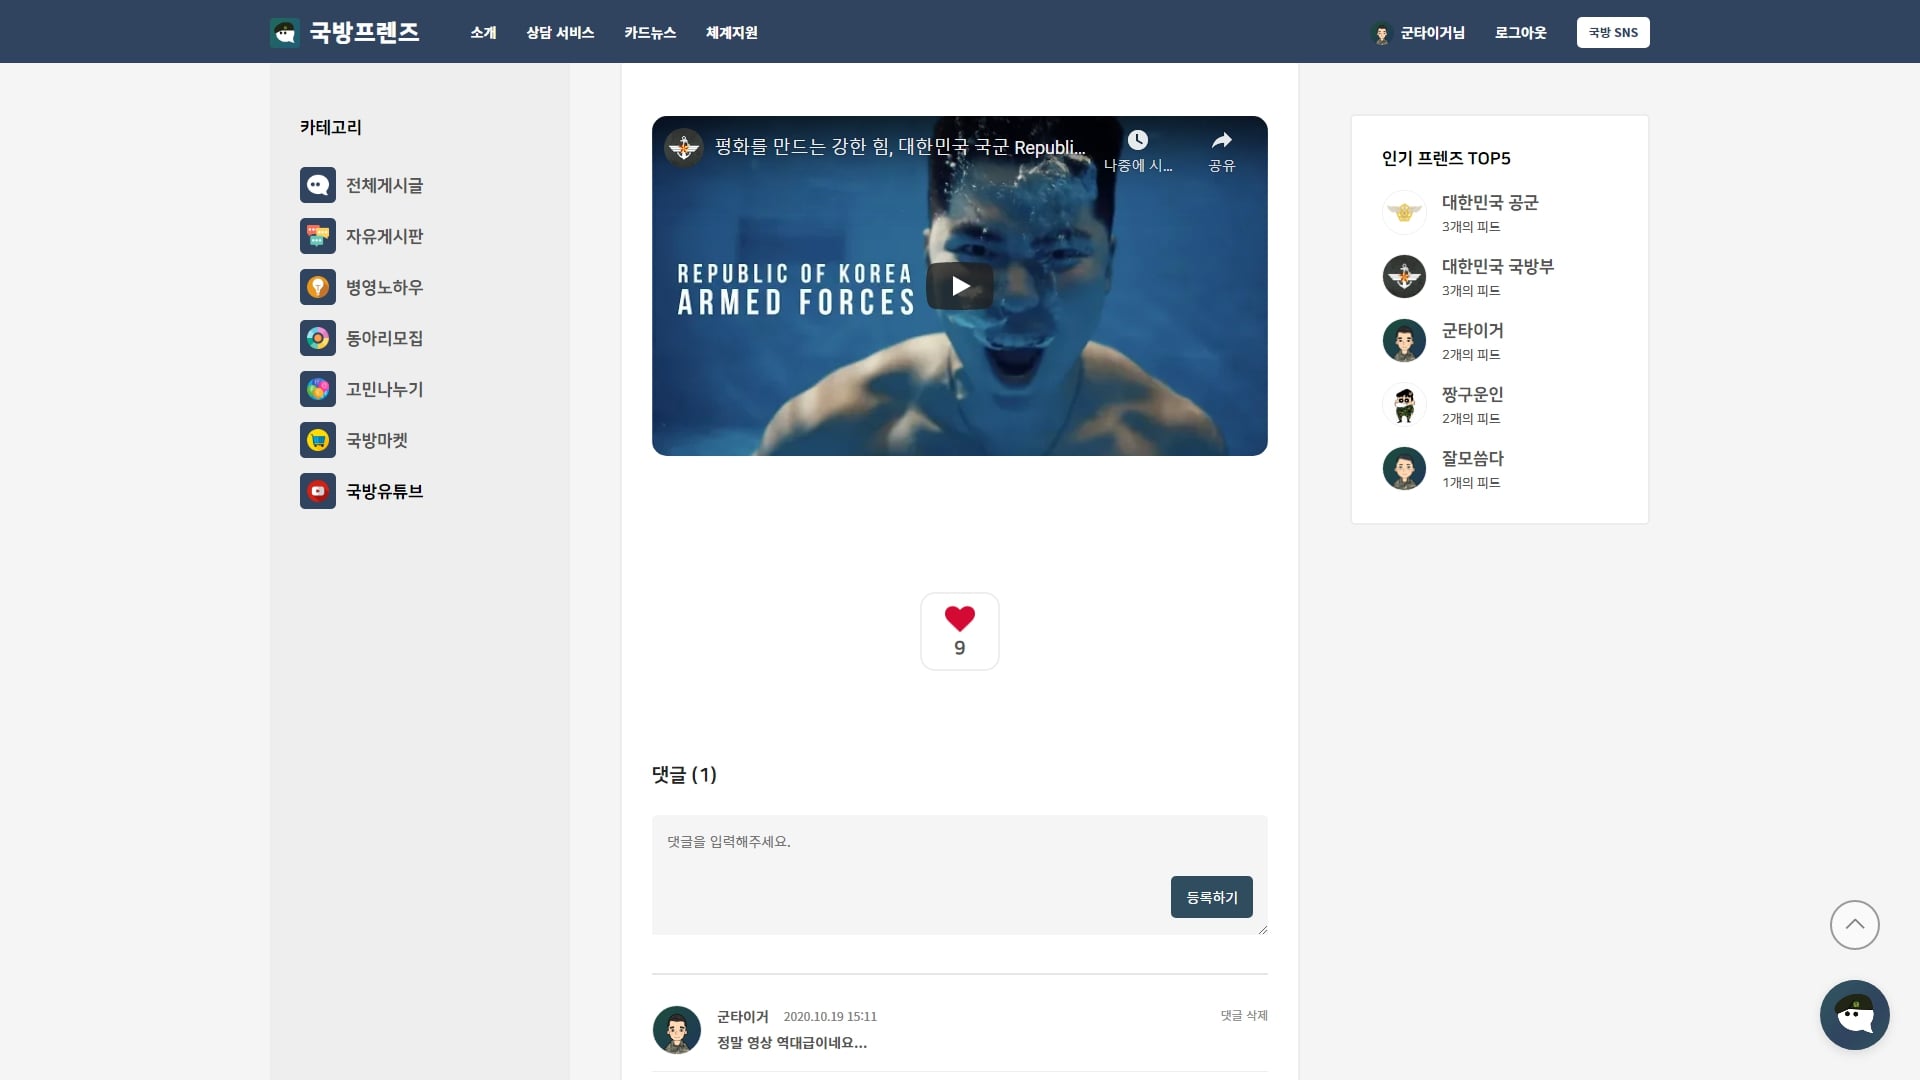 국방프렌즈
소개
상담 서비스
카드뉴스
체계지원
군타이거님
로그아웃
국방 SNS
카테고리
전체게시글
자유게시판
병영노하우
동아리모집
고민나누기
국방마켓
국방유튜브
평화를 만드는 강한 힘, 대한민국 국군 Republi...
나중에 시...
공유
REPUBLIC OF KOREA
ARMED FORCES
9
댓글 (1)
댓글을 입력해주세요.
등록하기
군타이거 2020.10.19 15:11
댓글 삭제
정말 영상 역대급이네요...
인기 프렌즈 TOP5
대한민국 공군
3개의 피드
대한민국 국방부
3개의 피드
군타이거
2개의 피드
짱구운인
2개의 피드
잘모씀다
1개의 피드